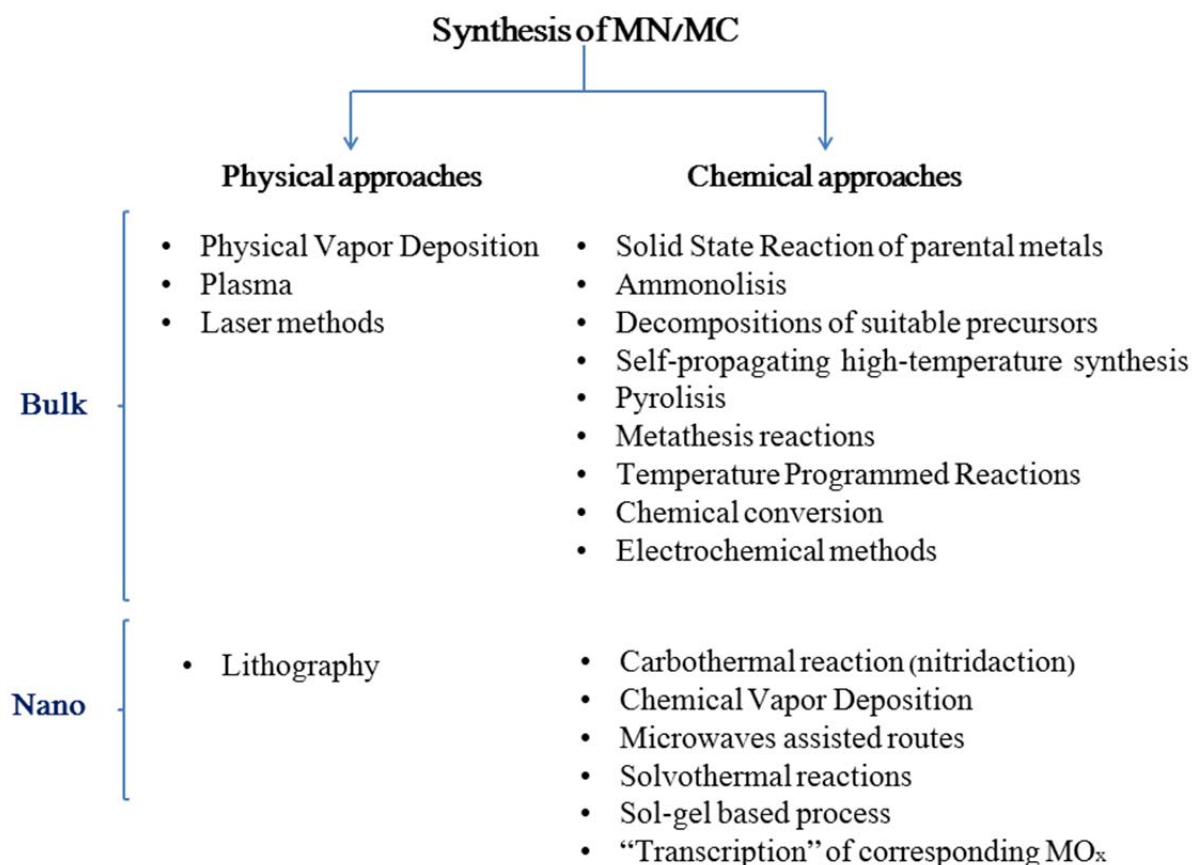 Synthesis of MN/MC
Physical approaches
Chemical approaches
Bulk
• Physical Vapor Deposition
• Plasma
• Laser methods
• Solid State Reaction of parental metals
• Ammonolisis
• Decompositions of suitable precursors
• Self-propagating high-temperature synthesis
• Pyrolisis
• Metathesis reactions
• Temperature Programmed Reactions
• Chemical conversion
• Electrochemical methods
Nano
• Lithography
• Carbothermal reaction (nitridaction)
• Chemical Vapor Deposition
• Microwaves assisted routes
• Solvothermal reactions
• Sol-gel based process
• “Transcription” of corresponding MOₓ